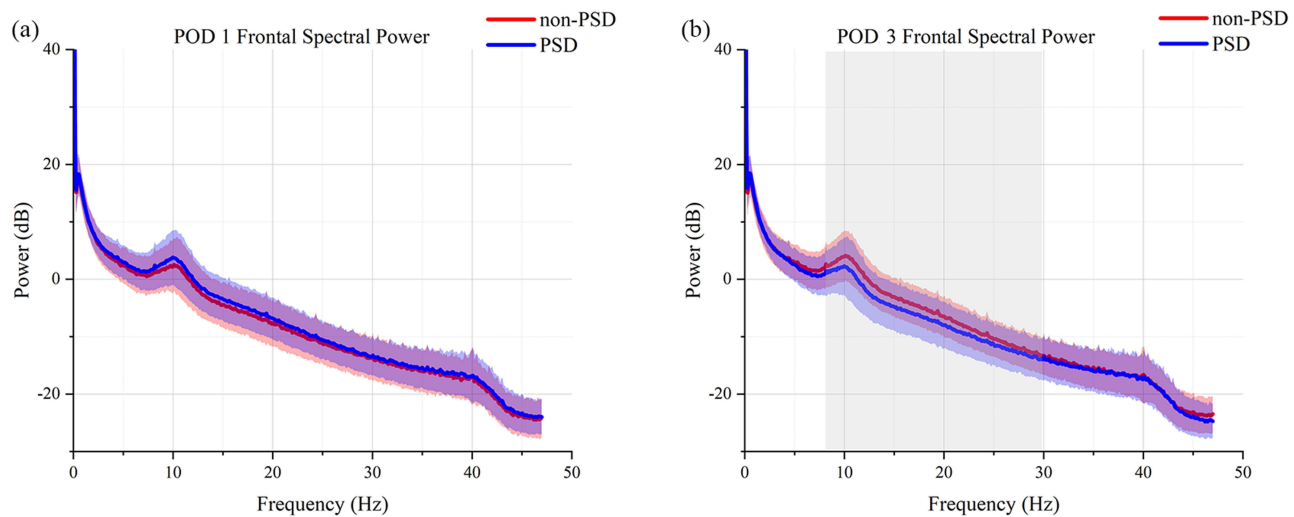 (a)
POD 1 Frontal Spectral Power
non-PSD
PSD
40
20
0
-20
Power (dB)
0 10 20 30 40 50
Frequency (Hz)
(b)
POD 3 Frontal Spectral Power
non-PSD
PSD
40
20
0
-20
Power (dB)
0 10 20 30 40 50
Frequency (Hz)